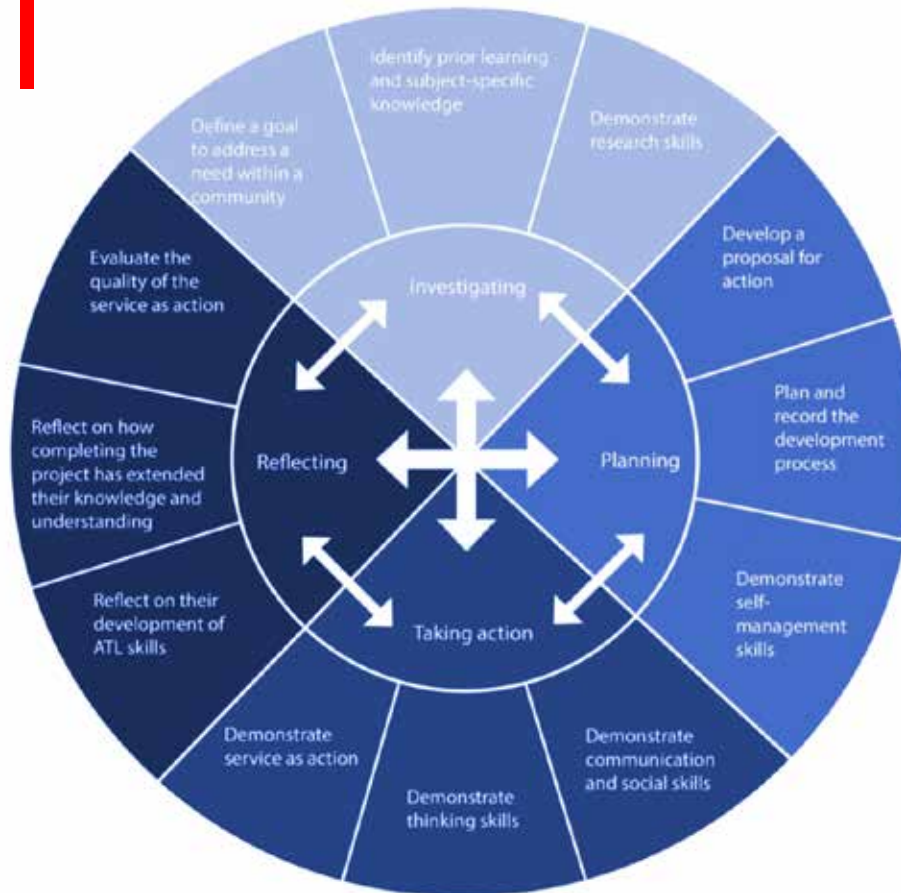 Identify prior learning
and subject-specific
knowledge
Define a goal
to address a
need within a
community
Demonstrate
research skills
Develop a
proposal for
action
Plan and
record the
development
process
Demonstrate
self-
management
skills
Demonstrate
communication
and social skills
Demonstrate
thinking skills
Demonstrate
service as action
Reflect on their
development of
ATL skills
Reflect on how
completing the
project has extended
their knowledge and
understanding
Evaluate the
quality of the
service as action
Investigating
Planning
Taking action
Reflecting